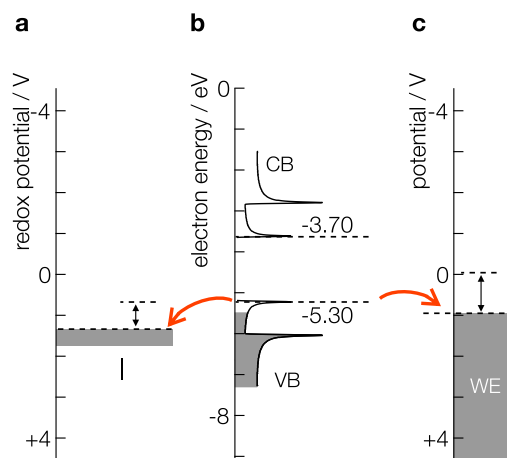 a
b
c
redox potential / V
-4
0
+4
I
electron energy / eV
0
-8
CB
-3.70
-5.30
VB
potential / V
-4
0
+4
WE